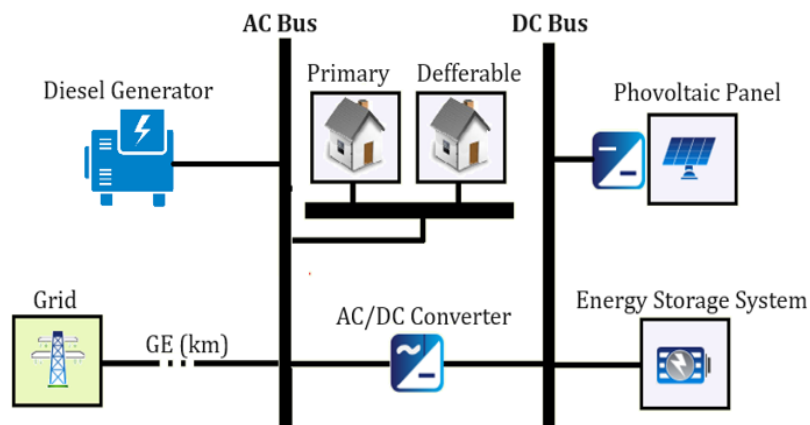 AC Bus
DC Bus
Primary
Defferable
Diesel Generator
Phovoltaic Panel
Grid
GE (km)
AC/DC Converter
Energy Storage System